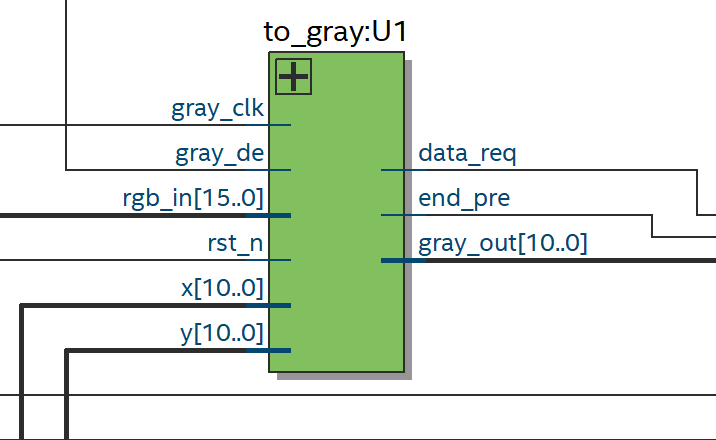 to_gray:U1
gray_clk
gray_de
rgb_in[15..0]
rst_n
x[10..0]
y[10..0]
data_req
end_pre
gray_out[10..0]